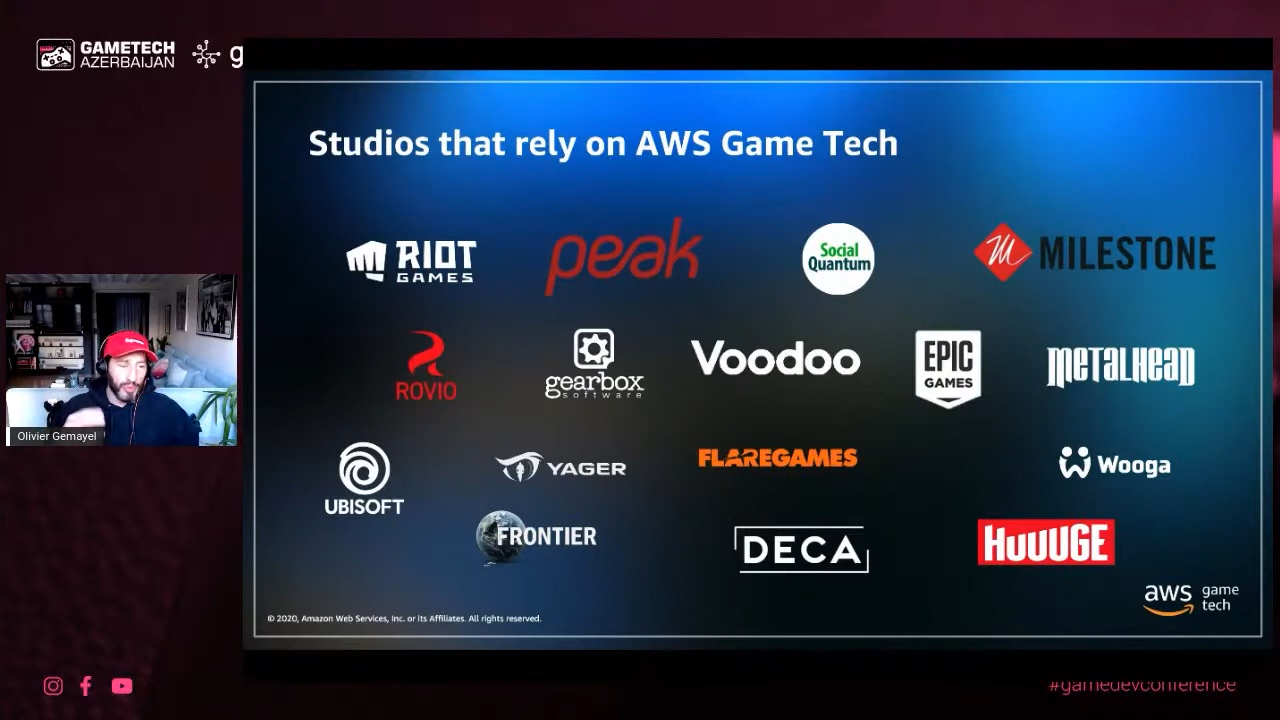 GAMETECH
AZERBAIJAN
g
Studios that rely on AWS Game Tech
RIOT
GAMES
peak
Social
Quantum
MILESTONE
ROVIO
gearbox
software
Voodoo
EPIC
GAMES
METALHEAD
UBISOFT
YAGER
FLAREGAMES
Wooga
FRONTIER
DECA
HUUUGE
aws game
tech
© 2020, Amazon Web Services, Inc. or its Affiliates. All rights reserved.
Olivier Gemayel
#gamedevconference